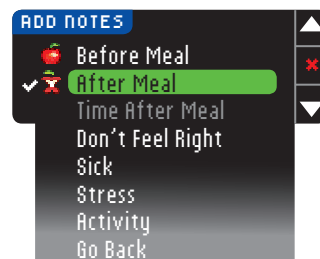 ADD NOTES
Before Meal
After Meal
Time After Meal
Don't Feel Right
Sick
Stress
Activity
Go Back